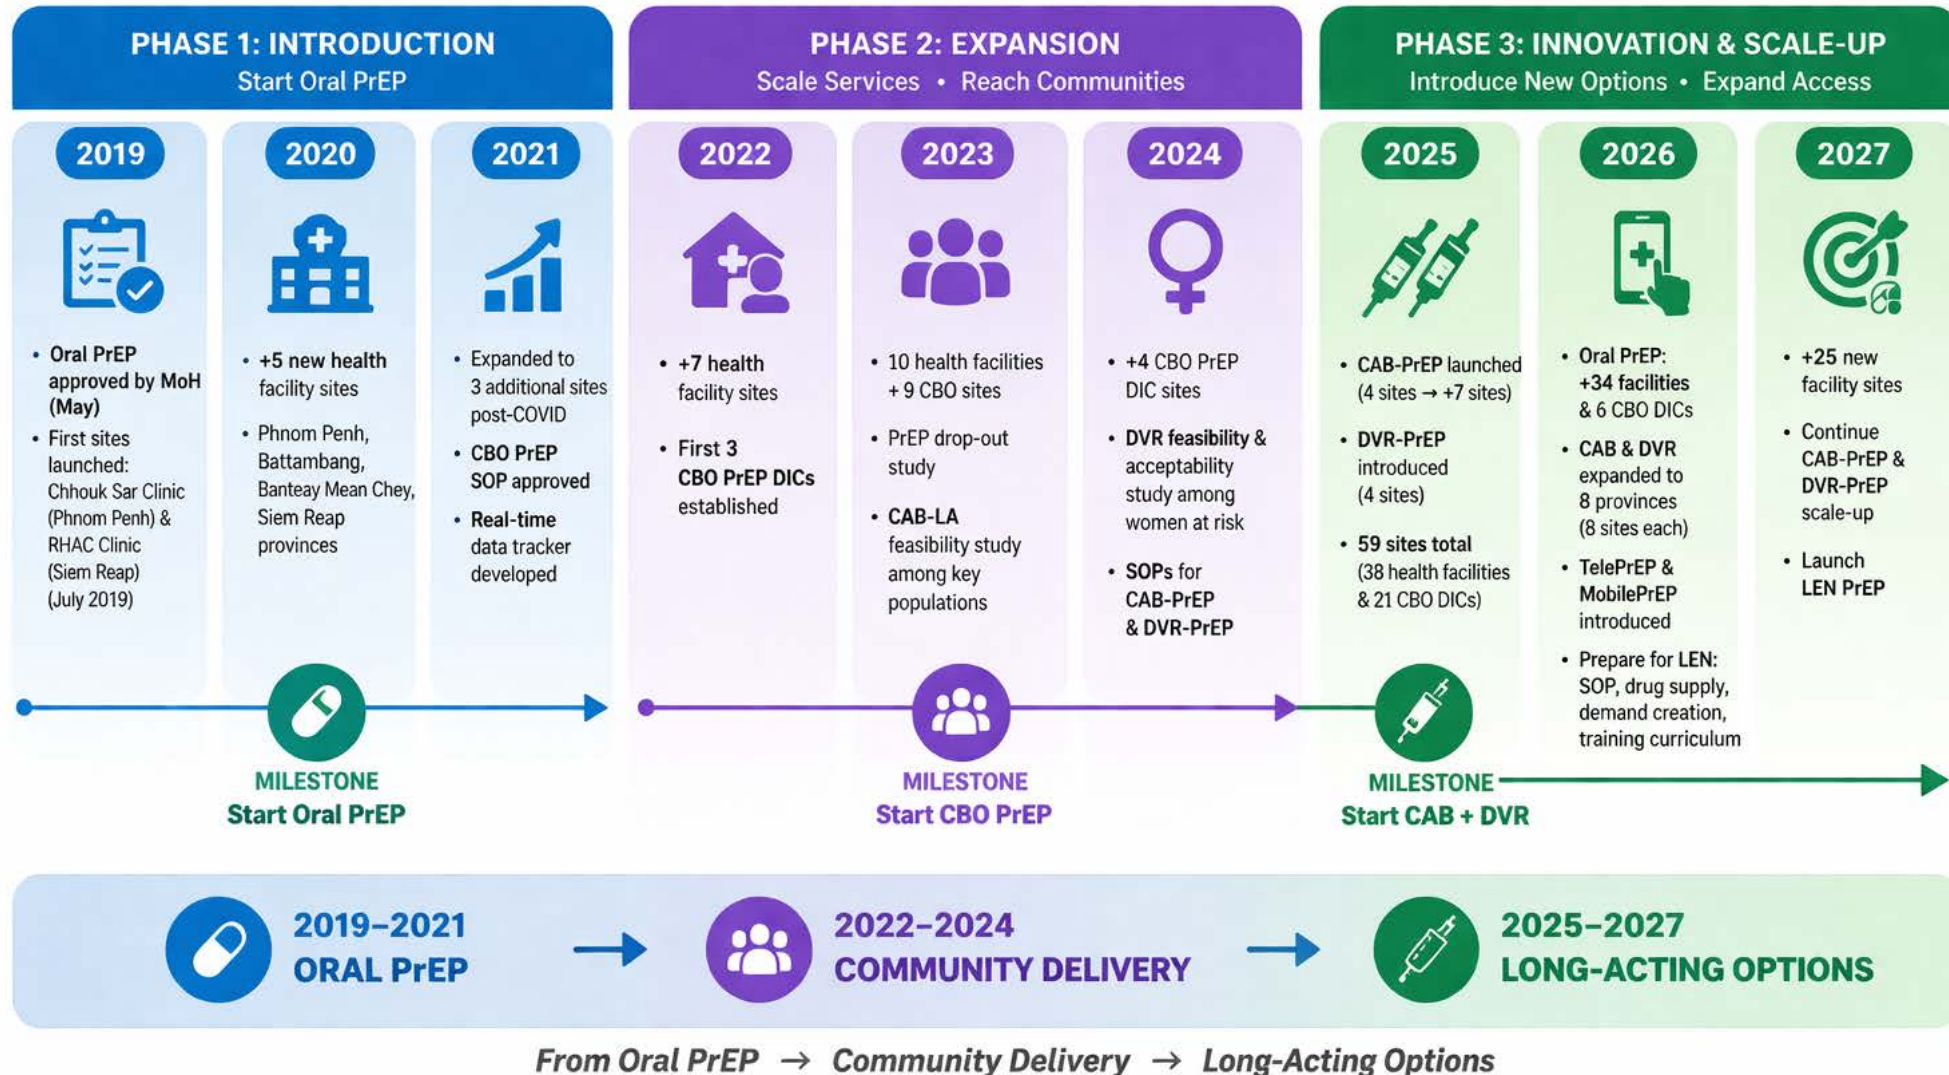 PHASE 1: INTRODUCTION
Start Oral PrEP
PHASE 2: EXPANSION
Scale Services • Reach Communities
PHASE 3: INNOVATION & SCALE-UP
Introduce New Options • Expand Access
2019
• Oral PrEP
approved by MoH
(May)
• First sites
launched:
Chhouk Sar Clinic
(Phnom Penh) &
RHAC Clinic
(Siem Reap)
(July 2019)
2020
• +5 new health
facility sites
• Phnom Penh,
Battambang,
Banteay Mean Chey,
Siem Reap
provinces
2021
• Expanded to
3 additional sites
post-COVID
• CBO PrEP
SOP approved
• Real-time
data tracker
developed
MILESTONE
Start Oral PrEP
2022
• +7 health
facility sites
• First 3
CBO PrEP DICs
established
2023
• 10 health facilities
+ 9 CBO sites
• PrEP drop-out
study
• CAB-LA
feasibility study
among key
populations
2024
• +4 CBO PrEP
DIC sites
• DVR feasibility &
acceptability
study among
women at risk
• SOPs for
CAB-PrEP
& DVR-PrEP
MILESTONE
Start CBO PrEP
2025
• CAB-PrEP launched
(4 sites → +7 sites)
• DVR-PrEP
introduced
(4 sites)
• 59 sites total
(38 health facilities
& 21 CBO DICs)
2026
• Oral PrEP:
+34 facilities
& 6 CBO DICs
• CAB & DVR
expanded to
8 provinces
(8 sites each)
• TelePrEP &
MobilePrEP
introduced
• Prepare for LEN:
SOP, drug supply,
demand creation,
training curriculum
2027
• +25 new
facility sites
• Continue
CAB-PrEP &
DVR-PrEP
scale-up
• Launch
LEN PrEP
MILESTONE
Start CAB + DVR
2019–2021
ORAL PrEP
2022–2024
COMMUNITY DELIVERY
2025–2027
LONG-ACTING OPTIONS
From Oral PrEP → Community Delivery → Long-Acting Options